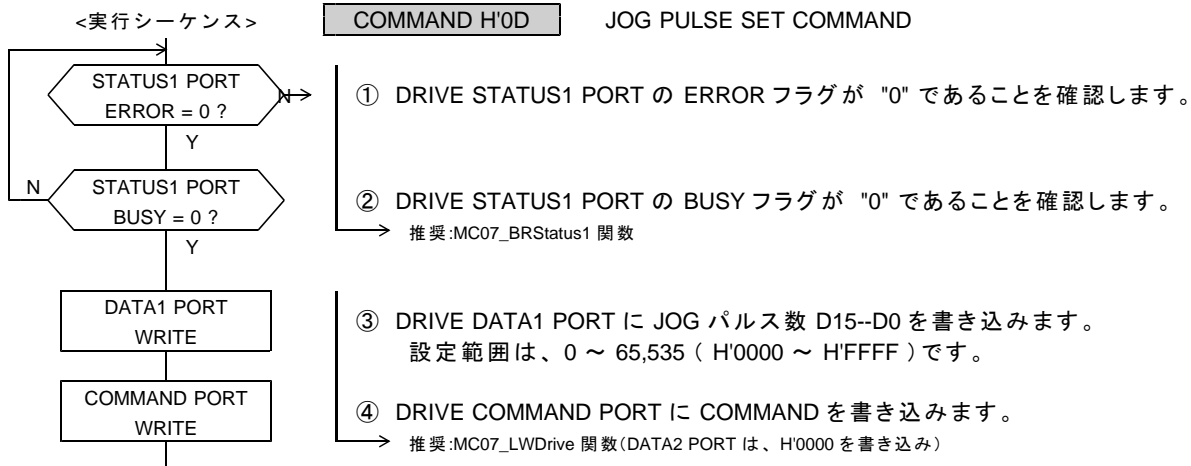 <実行シーケンス>
COMMAND H'0D
JOG PULSE SET COMMAND
STATUS1 PORT
ERROR = 0 ?
N
Y
① DRIVE STATUS1 PORT の ERROR フラグが "0" であることを確認します。
N
STATUS1 PORT
BUSY = 0 ?
Y
② DRIVE STATUS1 PORT の BUSY フラグが "0" であることを確認します。
推奨:MC07_BRStatus1 関数
DATA1 PORT
WRITE
③ DRIVE DATA1 PORT に JOG パルス数 D15--D0 を書き込みます。
設定範囲は、0 ～ 65,535 ( H'0000 ～ H'FFFF )です。
COMMAND PORT
WRITE
④ DRIVE COMMAND PORT に COMMAND を書き込みます。
推奨:MC07_LWDrive 関数(DATA2 PORT は、H'0000 を書き込み)